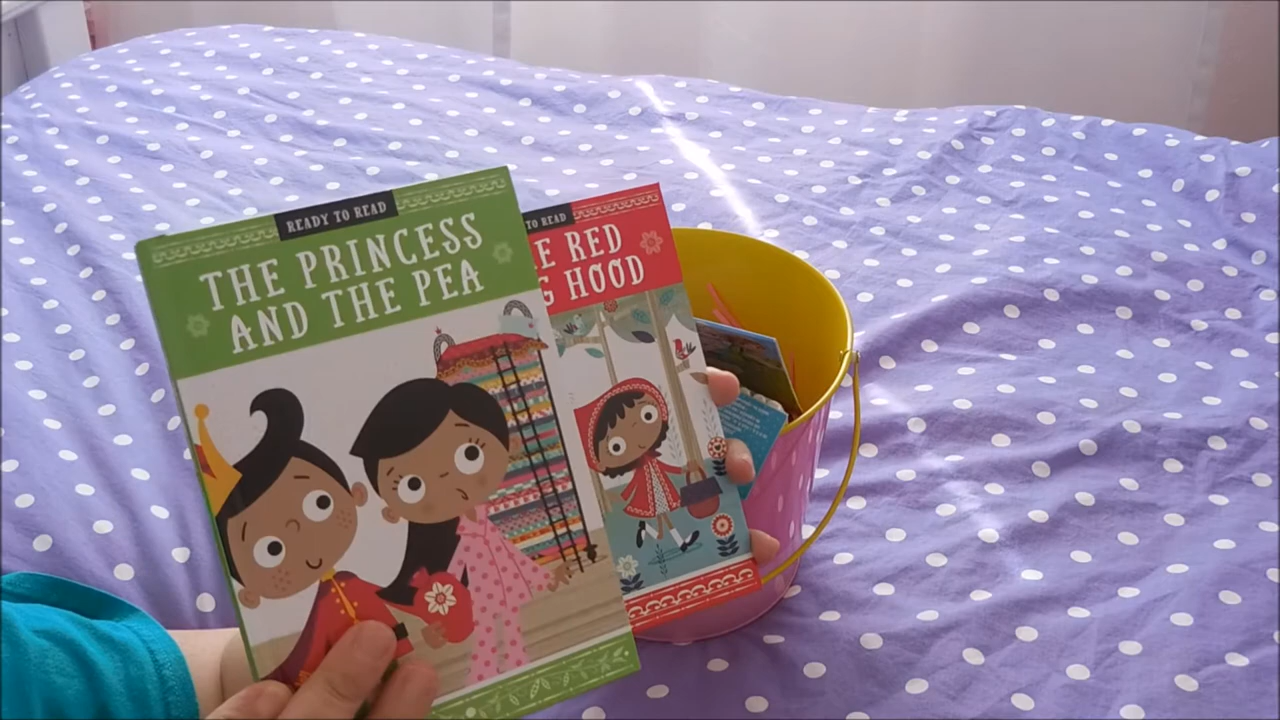 READY TO READ
THE PRINCESS
AND THE PEA
TO READ
E RED
G HOOD